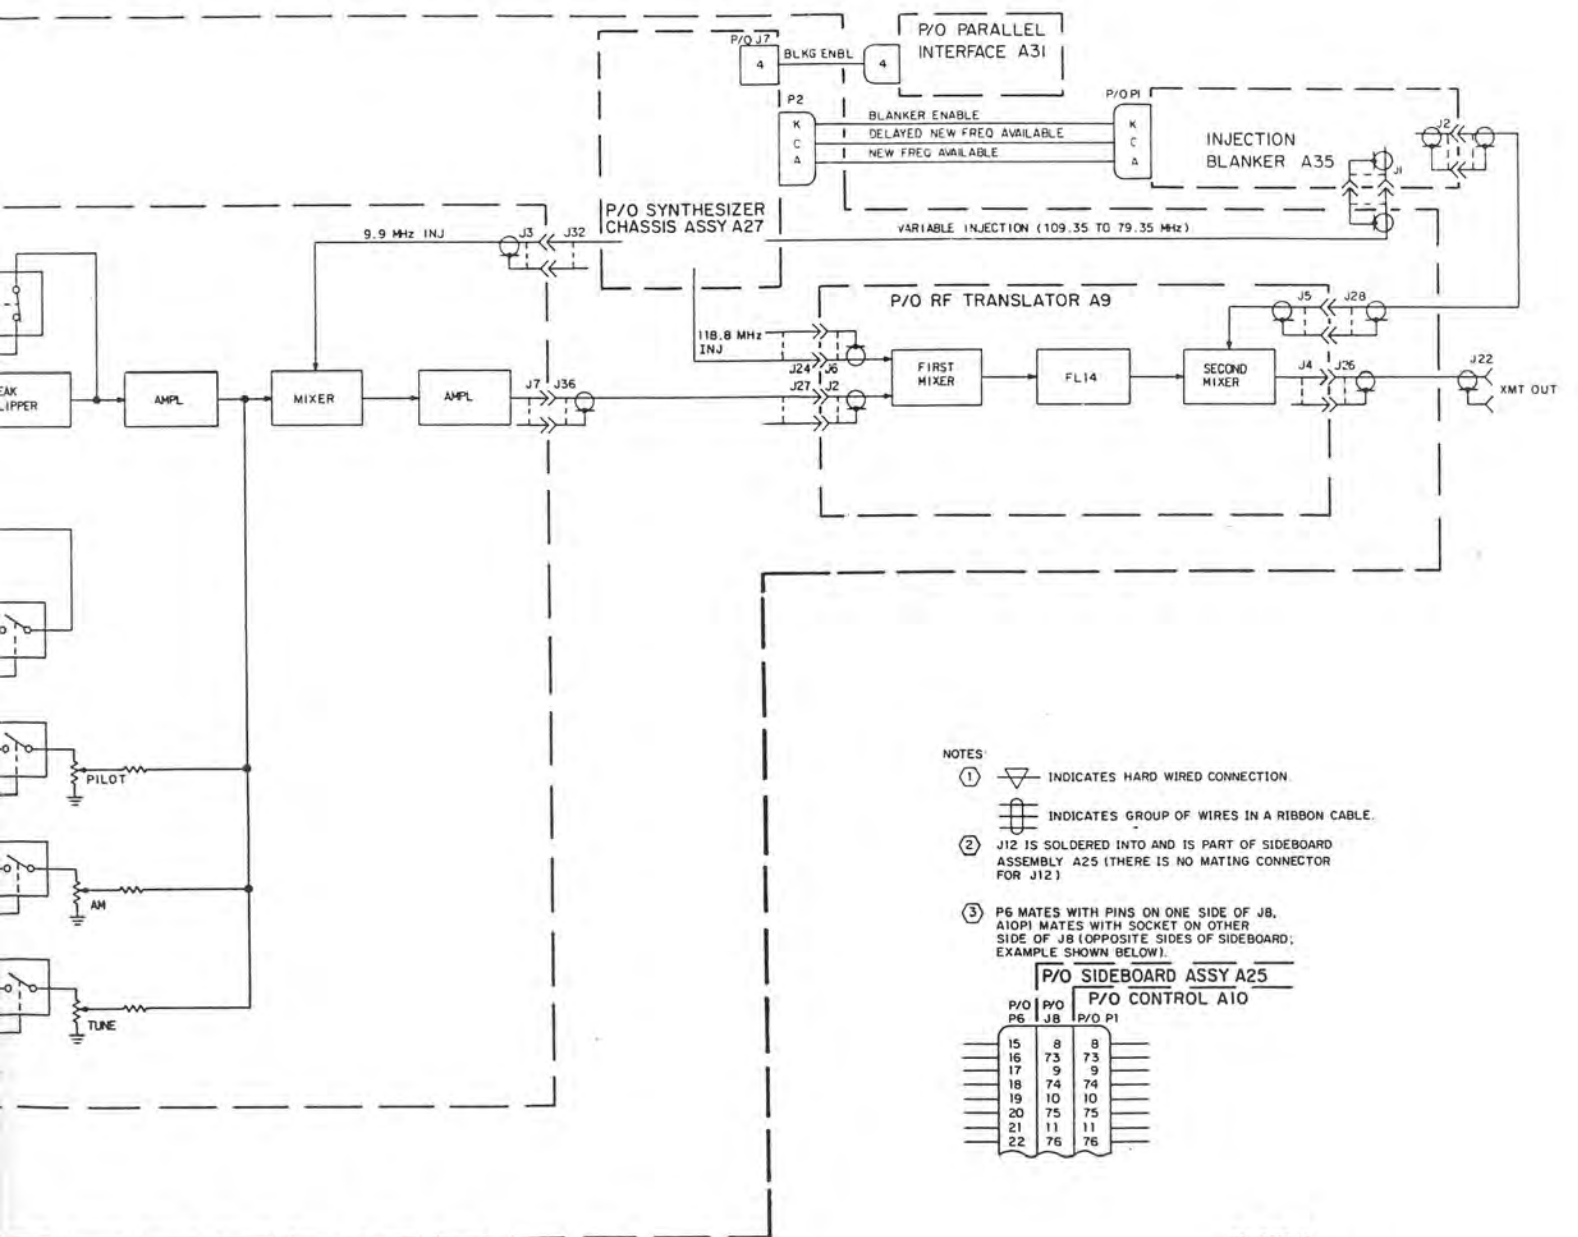 P/O PARALLEL
INTERFACE A31
P/O J7
4
BLKG ENBL
4
P2
K
C
A
BLANKER ENABLE
DELAYED NEW FREQ AVAILABLE
NEW FREQ AVAILABLE
P/O P1
K
C
A
INJECTION
BLANKER A35
J2
J1
P/O SYNTHESIZER
CHASSIS ASSY A27
9.9 MHz INJ
J3
J32
VARIABLE INJECTION (109.35 TO 79.35 MHz)
P/O RF TRANSLATOR A9
J5
J28
118.8 MHz
INJ
J24
J6
J27
J2
FIRST
MIXER
FL14
SECOND
MIXER
J4
J26
J22
XMT OUT
EAK
LIPPER
AMPL
MIXER
AMPL
J7
J36
PILOT
AM
TUNE
NOTES
1 INDICATES HARD WIRED CONNECTION.
INDICATES GROUP OF WIRES IN A RIBBON CABLE.
2 J12 IS SOLDERED INTO AND IS PART OF SIDEBOARD
ASSEMBLY A25 (THERE IS NO MATING CONNECTOR
FOR J12)
3 P6 MATES WITH PINS ON ONE SIDE OF J8,
A10P1 MATES WITH SOCKET ON OTHER
SIDE OF J8 (OPPOSITE SIDES OF SIDEBOARD;
EXAMPLE SHOWN BELOW).
P/O SIDEBOARD ASSY A25
P/O CONTROL A10
P/O P/O
P6 J8 P/O P1
15 8 8
16 73 73
17 9 9
18 74 74
19 10 10
20 75 75
21 11 11
22 76 76